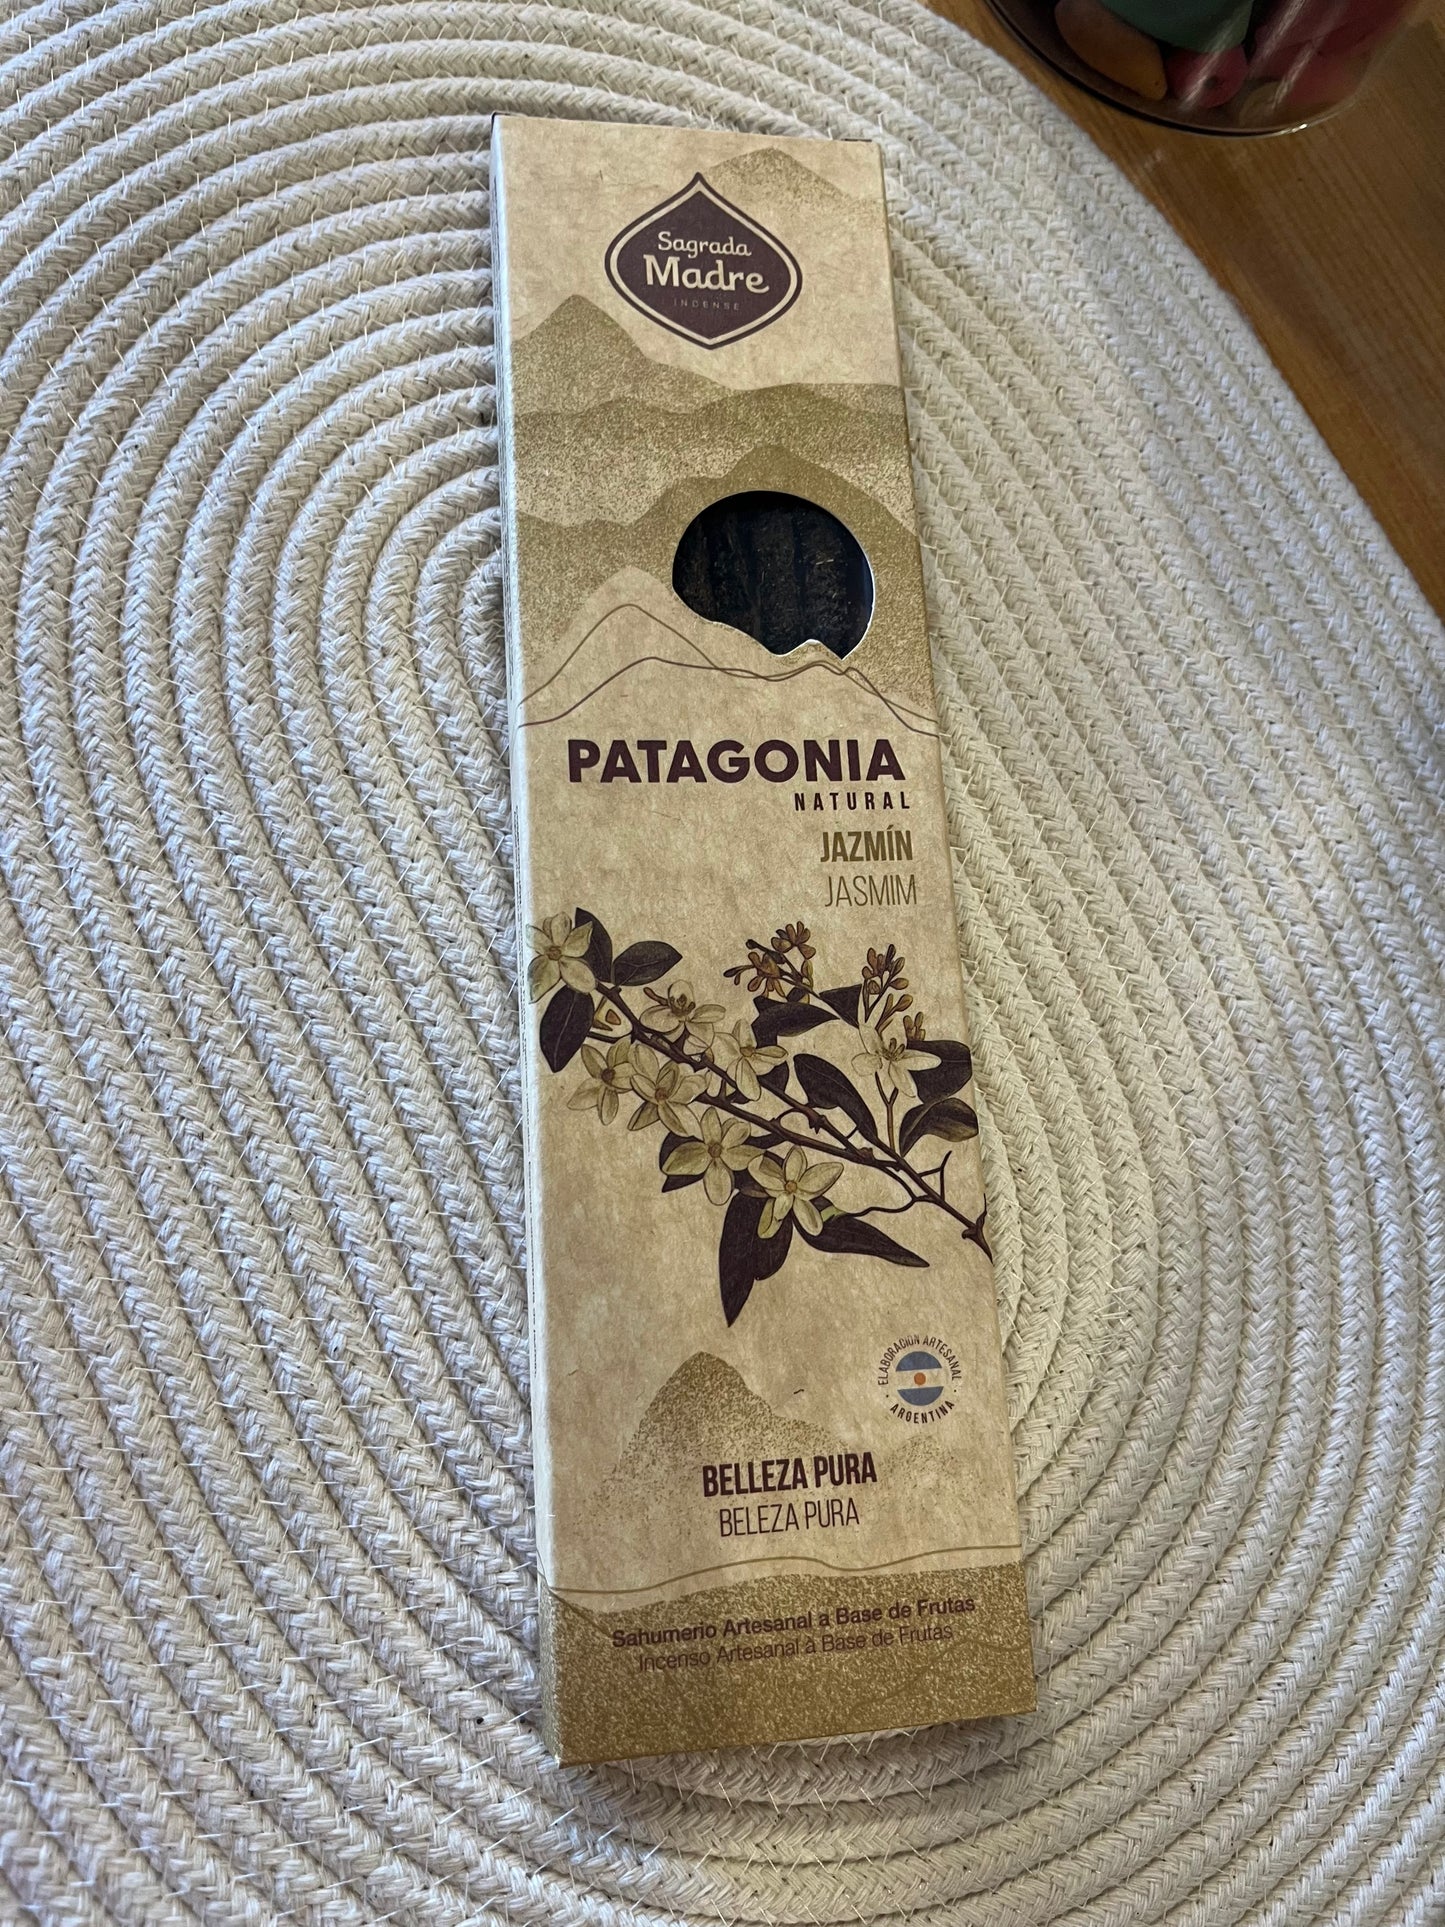 Sagrada
Madre
INDENSE
PATAGONIA
NATURAL
JAZMÍN
JASMIM
ELABORACIÓN ARTESANAL
· ARGENTINA ·
BELLEZA PURA
BELEZA PURA
Sahumerio Artesanal a Base de Frutas
Incenso Artesanal à Base de Frutas